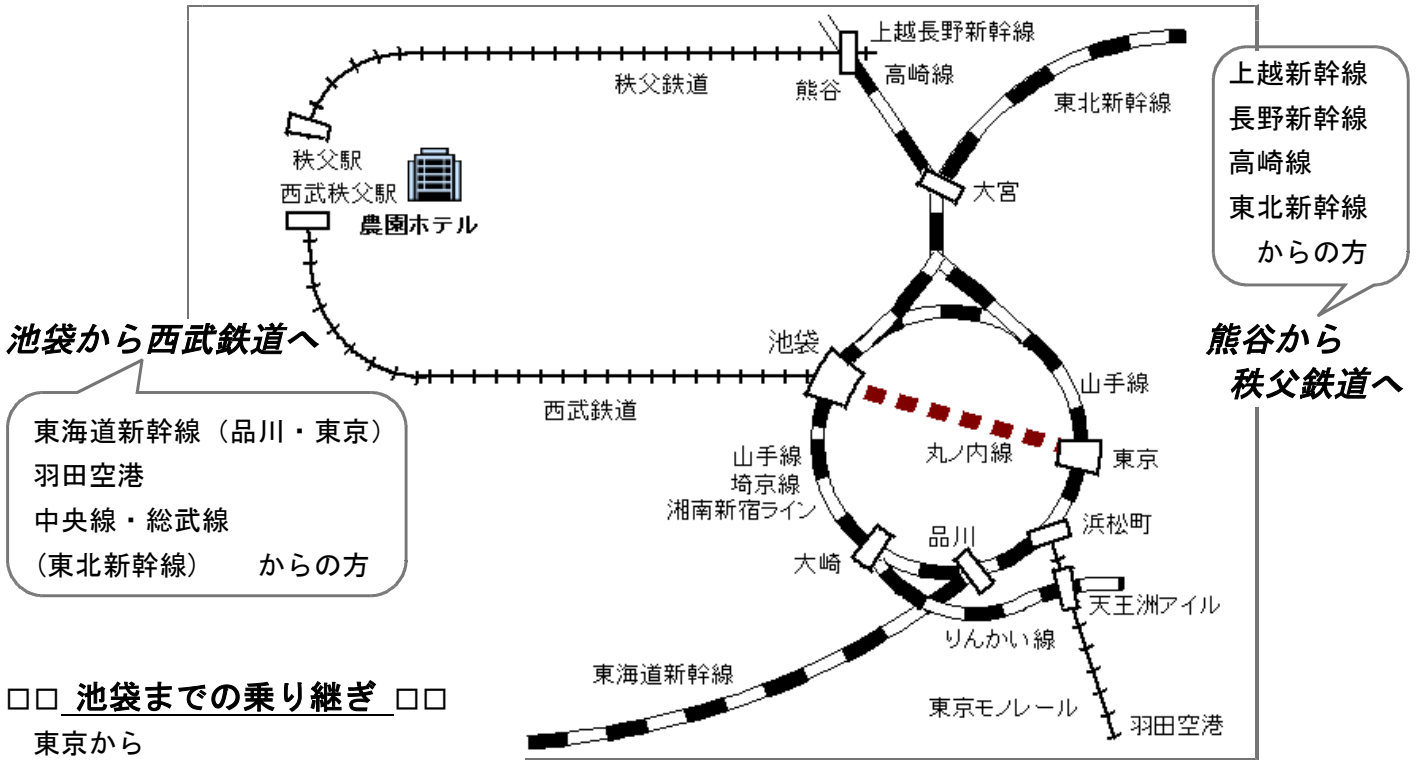 上越長野新幹線
高崎線
熊谷
秩父鉄道
東北新幹線
上越新幹線
長野新幹線
高崎線
東北新幹線
からの方
秩父駅
西武秩父駅
農園ホテル
大宮
池袋から西武鉄道へ
熊谷から
秩父鉄道へ
池袋
山手線
西武鉄道
東海道新幹線（品川・東京）
羽田空港
中央線・総武線
(東北新幹線)　　からの方
丸ノ内線
東京
山手線
埼京線
湘南新宿ライン
浜松町
品川
大崎
天王洲アイル
りんかい線
東海道新幹線
東京モノレール
羽田空港
□□ 池袋までの乗り継ぎ □□
東京から